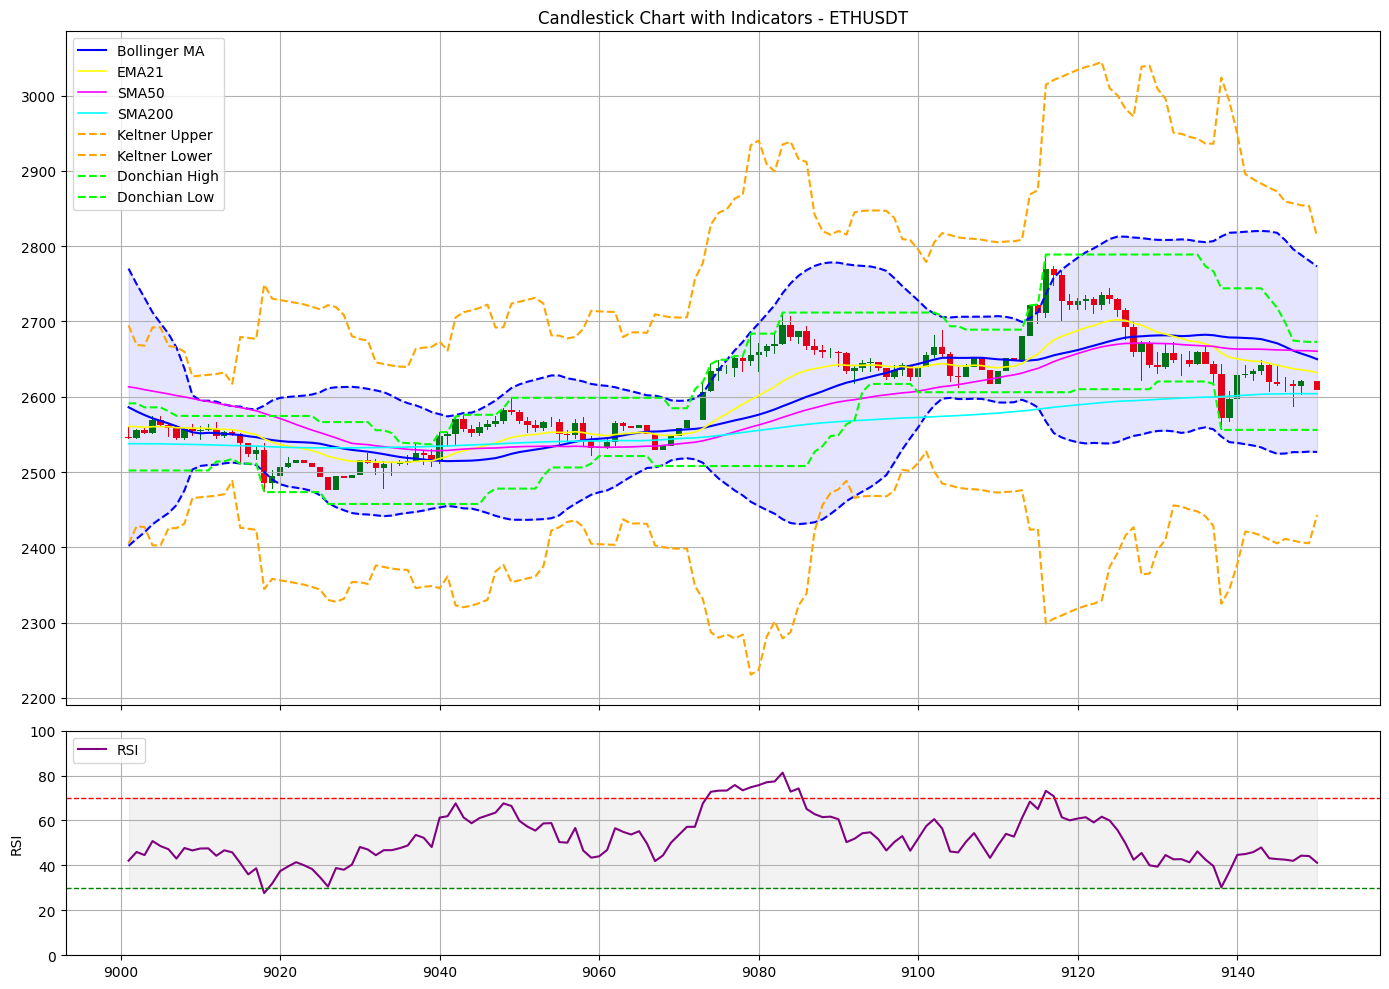 Candlestick Chart with Indicators - ETHUSDT
Bollinger MA
EMA21
SMA50
SMA200
Keltner Upper
Keltner Lower
Donchian High
Donchian Low
3000
2900
2800
2700
2600
2500
2400
2300
2200
RSI
100
80
60
40
20
0
RSI
9000 9020 9040 9060 9080 9100 9120 9140